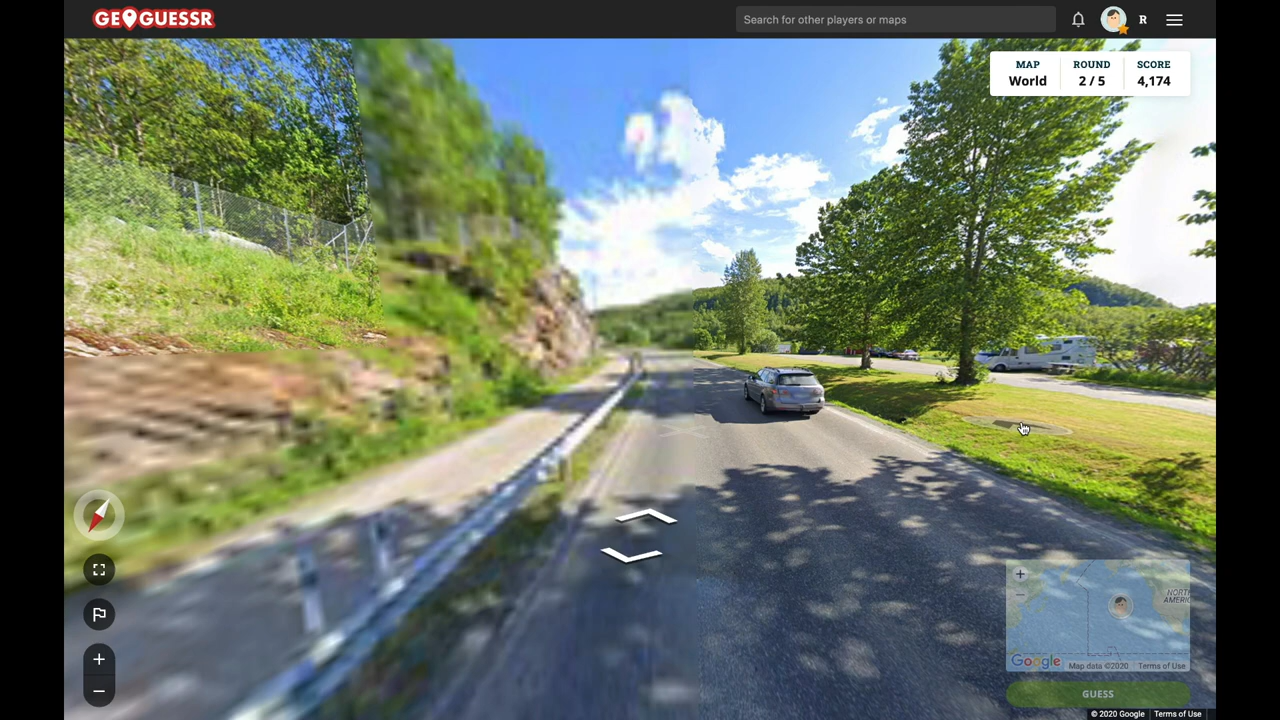 GEOGUESSR
Search for other players or maps
R
MAP ROUND SCORE
World 2 / 5 4,174
NORTH
AMERIC
Google Map data ©2020 Terms of Use
GUESS
© 2020 Google Terms of Use